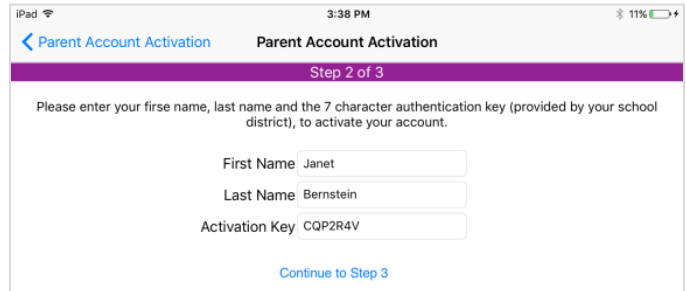 iPad 3:38 PM 11%
Parent Account Activation Parent Account Activation
Step 2 of 3
Please enter your firse name, last name and the 7 character authentication key (provided by your school
district), to activate your account.
First Name Janet
Last Name Bernstein
Activation Key CQP2R4V
Continue to Step 3